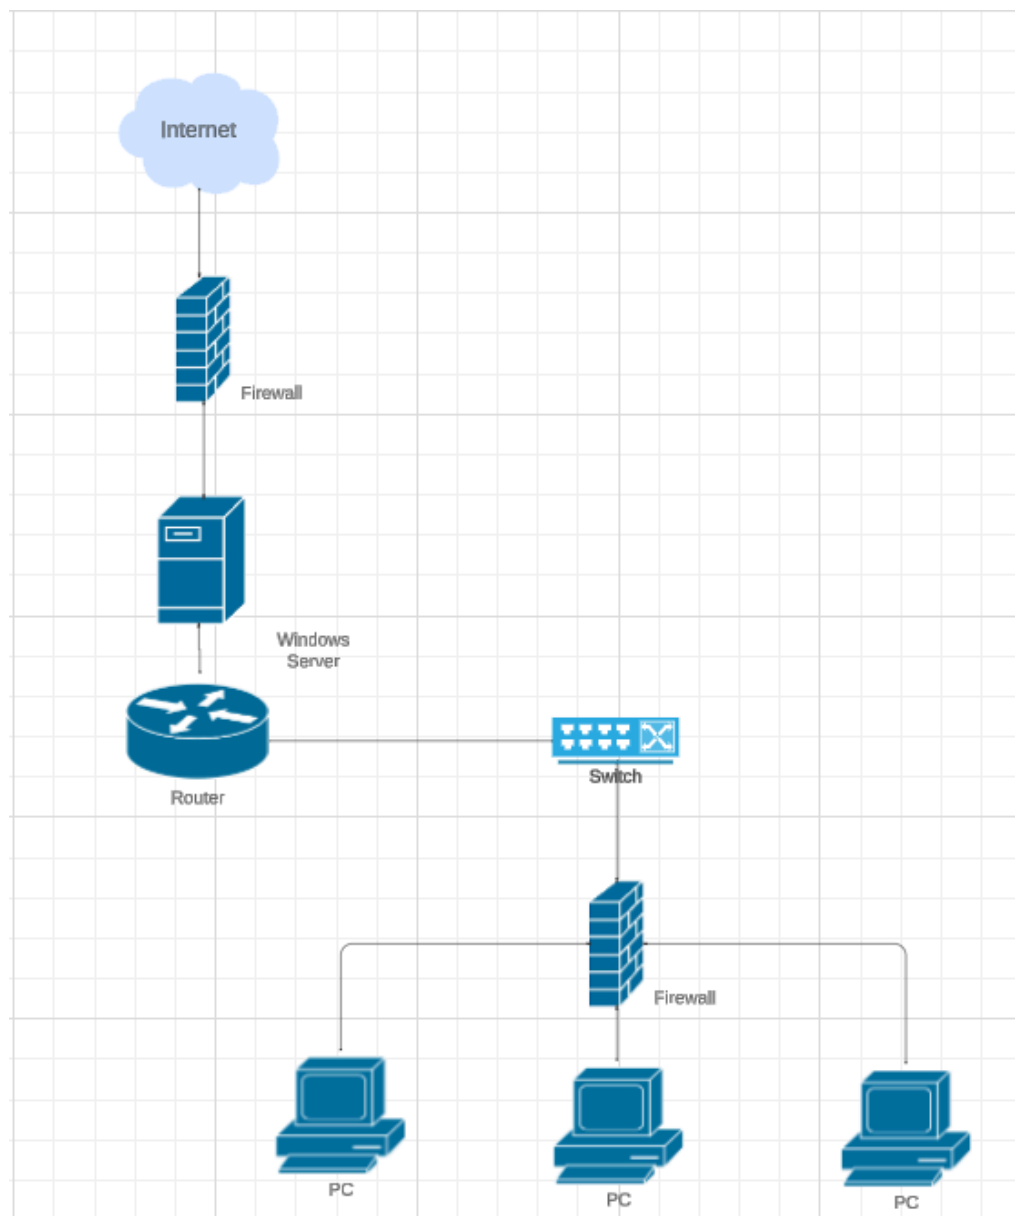 Internet
Firewall
Windows
Server
Router
Switch
Firewall
PC
PC
PC